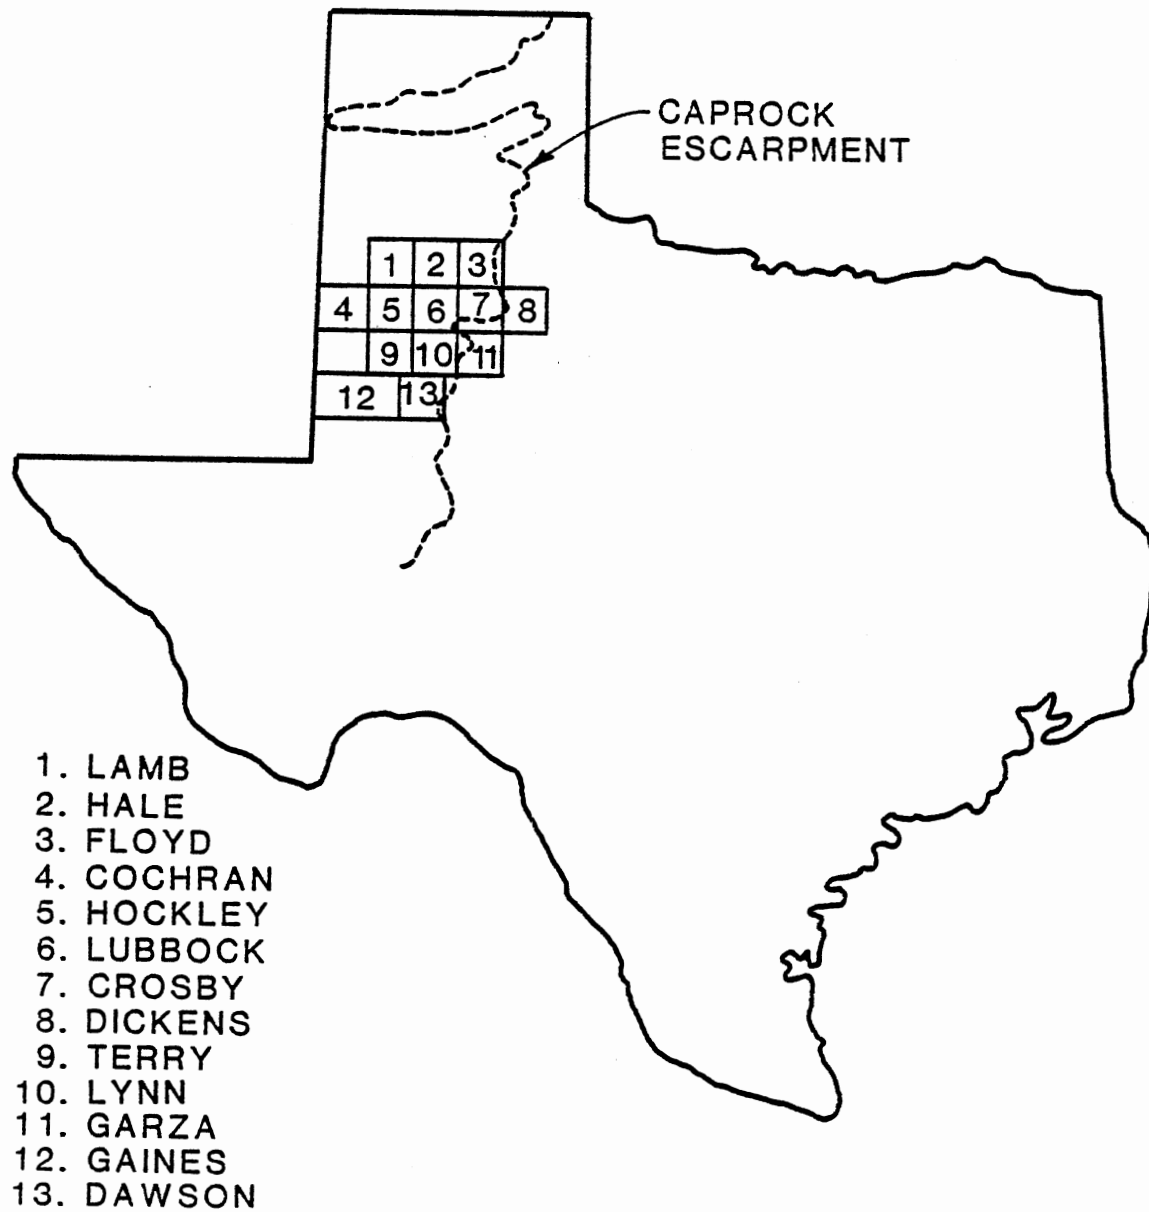 CAPROCK
ESCARPMENT
1 2 3
4 5 6 7 8
9 10 11
12 13
1. LAMB
2. HALE
3. FLOYD
4. COCHRAN
5. HOCKLEY
6. LUBBOCK
7. CROSBY
8. DICKENS
9. TERRY
10. LYNN
11. GARZA
12. GAINES
13. DAWSON